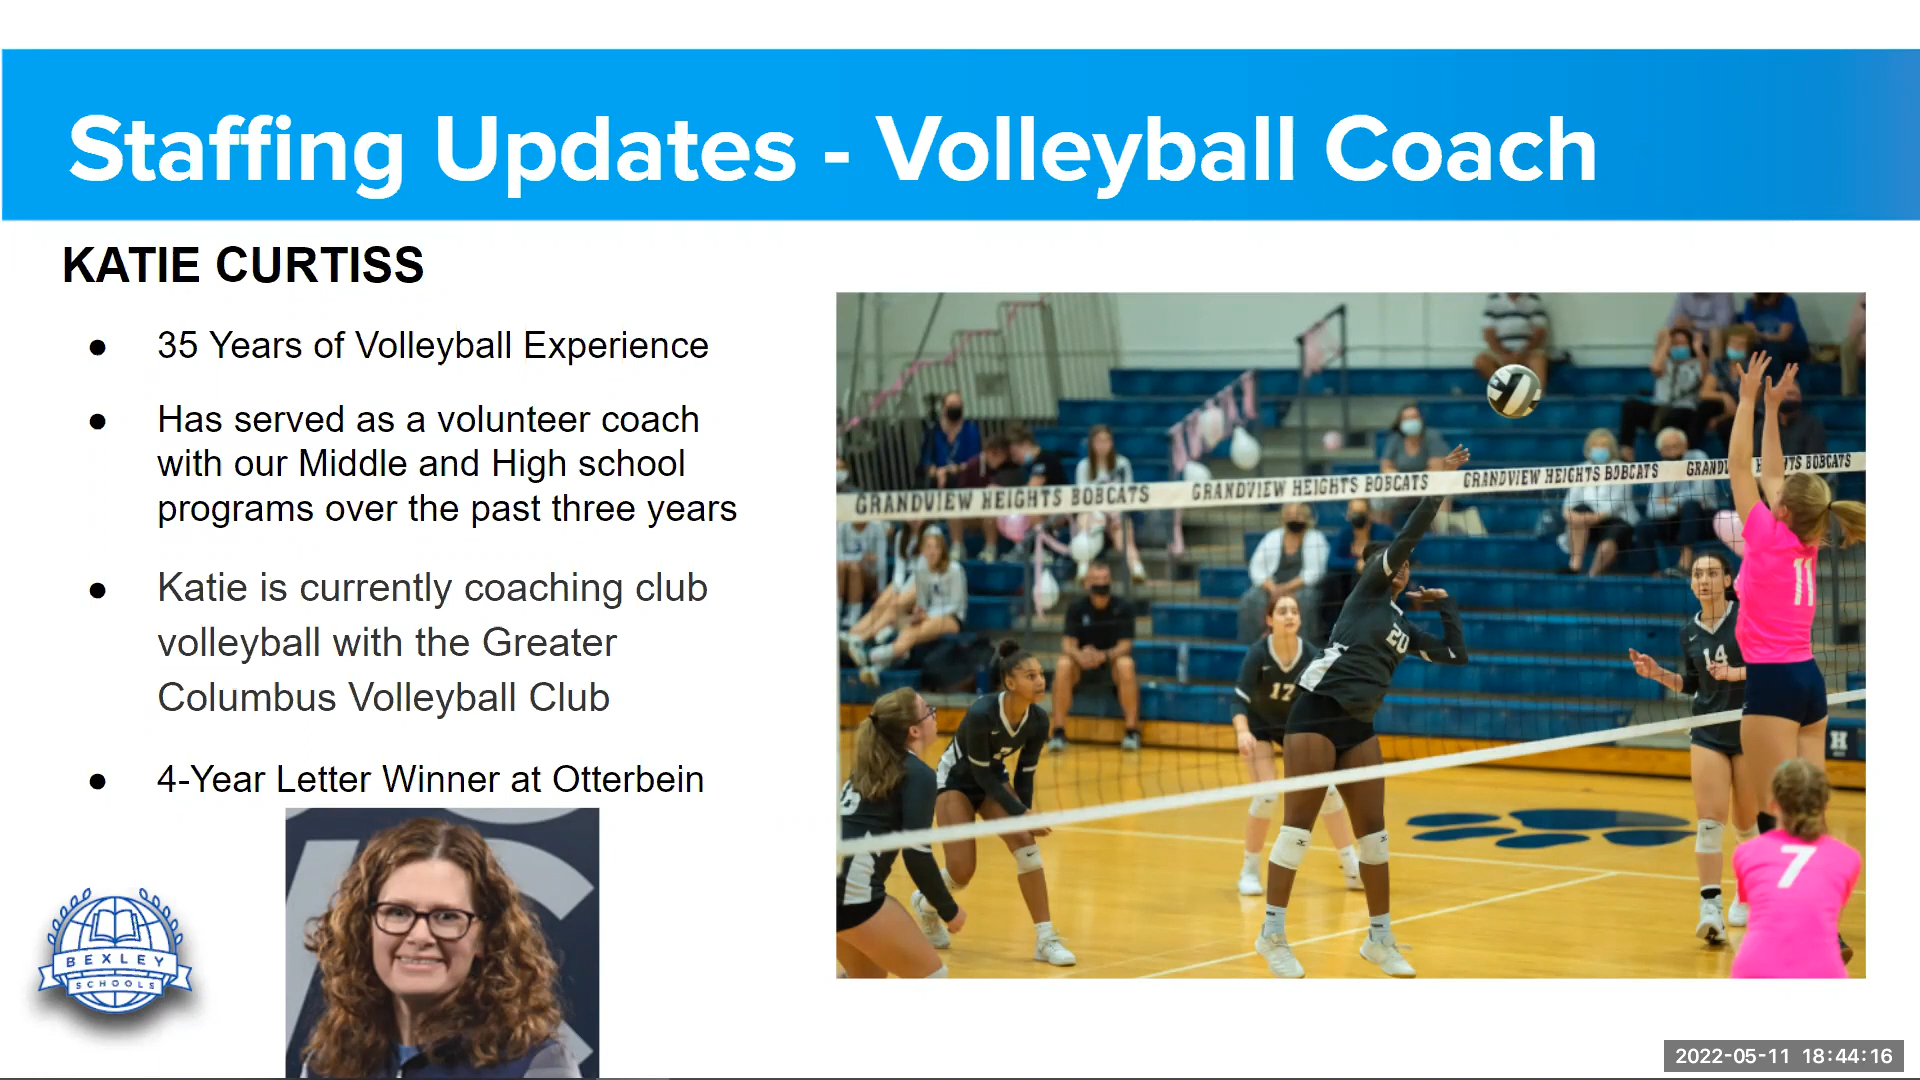 Staffing Updates - Volleyball Coach
KATIE CURTISS
● 35 Years of Volleyball Experience
● Has served as a volunteer coach
with our Middle and High school
programs over the past three years
● Katie is currently coaching club
volleyball with the Greater
Columbus Volleyball Club
● 4-Year Letter Winner at Otterbein
BEXLEY
SCHOOLS
GRANDVIEW HEIGHTS BOBCATS GRANDVIEW HEIGHTS BOBCATS GRANDVIEW HEIGHTS BOBCATS
BOBCATS
11
20
17
14
7
H
2022-05-11 18:44:16